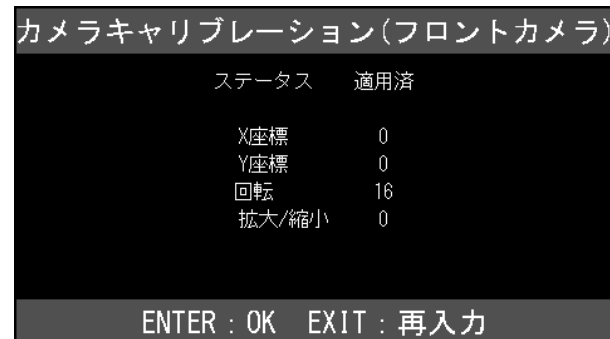 カメラキャリブレーション(フロントカメラ)
ステータス 適用済
X座標 0
Y座標 0
回転 16
拡大/縮小 0
ENTER：OK EXIT：再入力